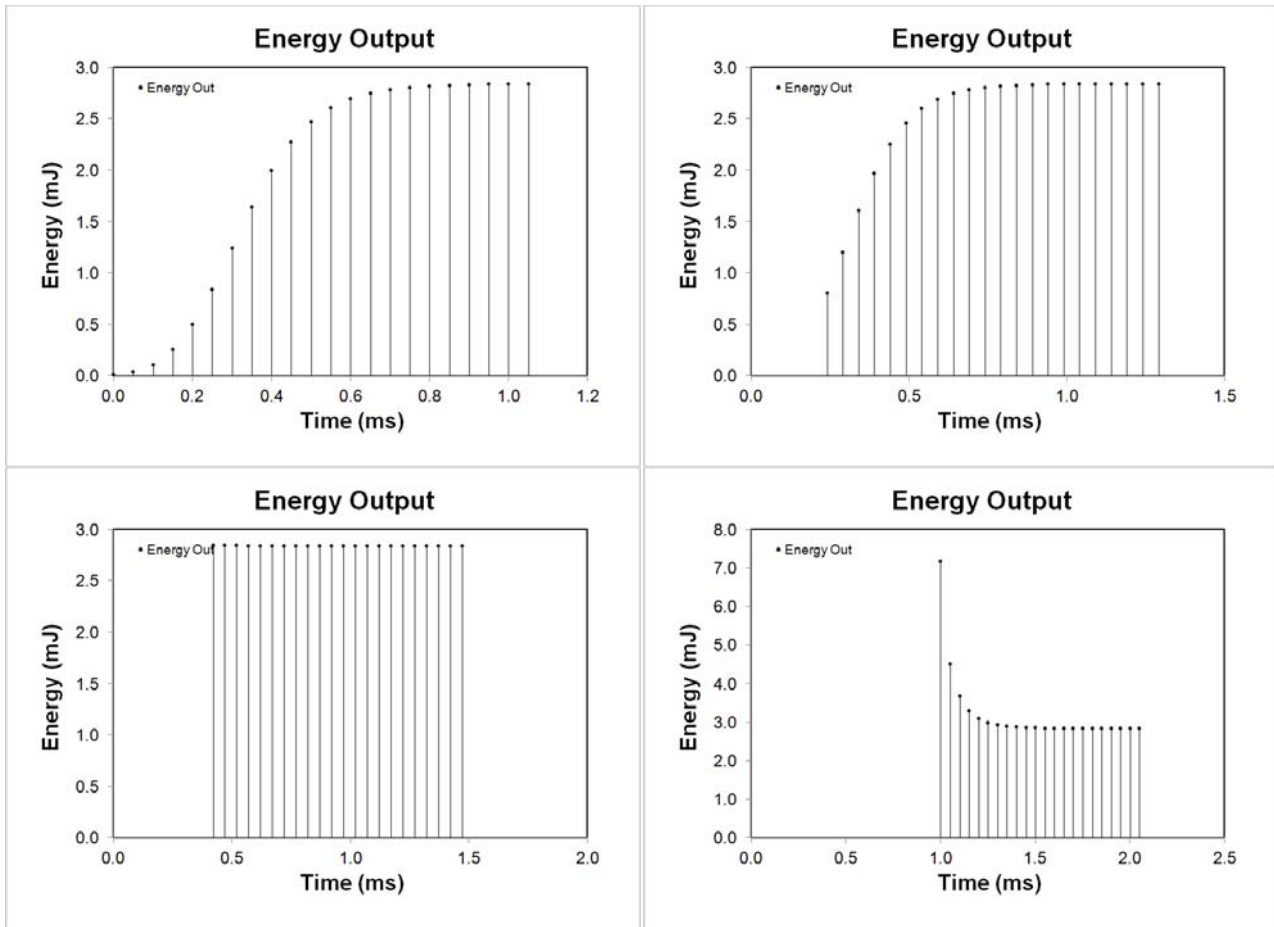 Energy Output
Energy Out
Energy (mJ)
3.0
2.5
2.0
1.5
1.0
0.5
0.0
0.0 0.2 0.4 0.6 0.8 1.0 1.2
Time (ms)
Energy Output
Energy Out
Energy (mJ)
3.0
2.5
2.0
1.5
1.0
0.5
0.0
0.0 0.5 1.0 1.5
Time (ms)
Energy Output
Energy Out
Energy (mJ)
3.0
2.5
2.0
1.5
1.0
0.5
0.0
0.0 0.5 1.0 1.5 2.0
Time (ms)
Energy Output
Energy Out
Energy (mJ)
8.0
7.0
6.0
5.0
4.0
3.0
2.0
1.0
0.0
0.0 0.5 1.0 1.5 2.0 2.5
Time (ms)